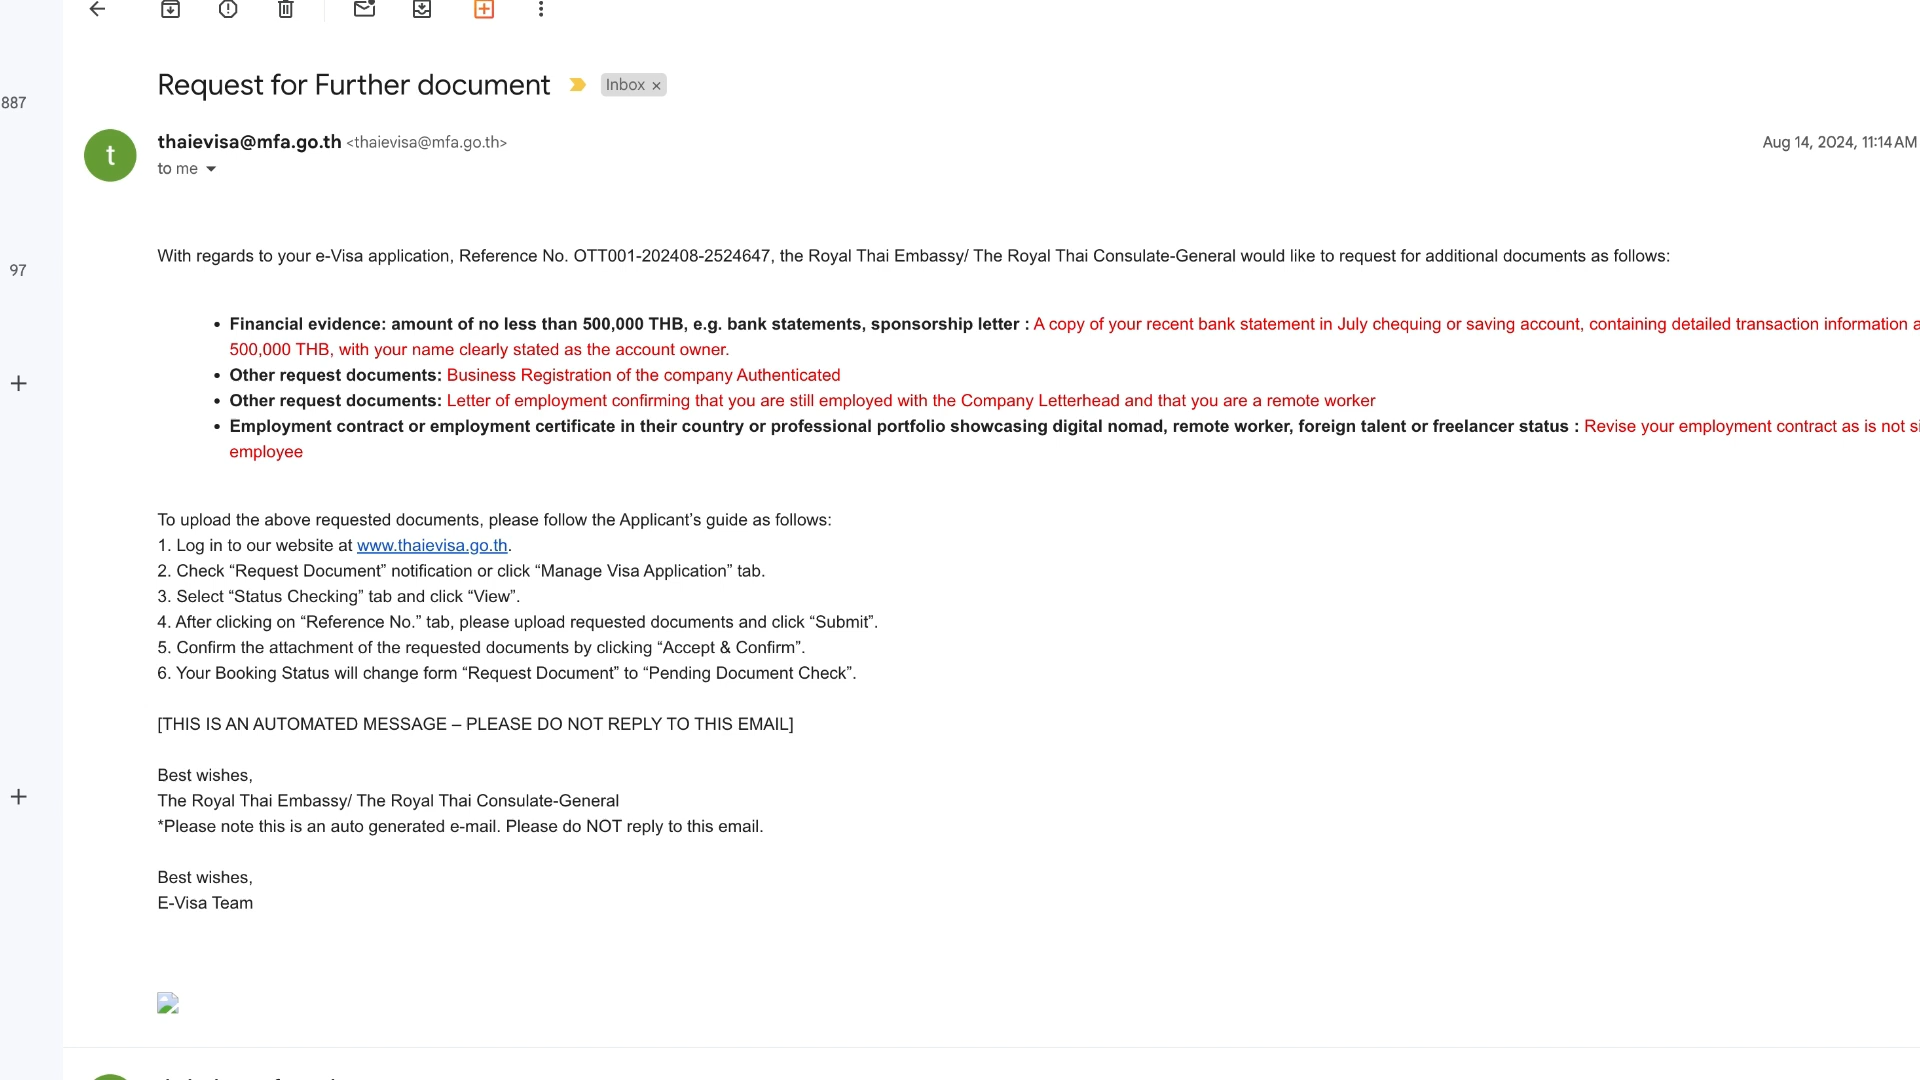 Request for Further document Inbox ×
887
thaievisa@mfa.go.th <thaievisa@mfa.go.th> Aug 14, 2024, 11:14 AM
to me
With regards to your e-Visa application, Reference No. OTT001-202408-2524647, the Royal Thai Embassy/ The Royal Thai Consulate-General would like to request for additional documents as follows:
97
• Financial evidence: amount of no less than 500,000 THB, e.g. bank statements, sponsorship letter : A copy of your recent bank statement in July chequing or saving account, containing detailed transaction information
500,000 THB, with your name clearly stated as the account owner.
• Other request documents: Business Registration of the company Authenticated
• Other request documents: Letter of employment confirming that you are still employed with the Company Letterhead and that you are a remote worker
• Employment contract or employment certificate in their country or professional portfolio showcasing digital nomad, remote worker, foreign talent or freelancer status : Revise your employment contract as is not
employee
To upload the above requested documents, please follow the Applicant’s guide as follows:
1. Log in to our website at www.thaievisa.go.th.
2. Check “Request Document” notification or click “Manage Visa Application” tab.
3. Select “Status Checking” tab and click “View”.
4. After clicking on “Reference No.” tab, please upload requested documents and click “Submit”.
5. Confirm the attachment of the requested documents by clicking “Accept & Confirm”.
6. Your Booking Status will change form “Request Document” to “Pending Document Check”.
[THIS IS AN AUTOMATED MESSAGE – PLEASE DO NOT REPLY TO THIS EMAIL]
Best wishes,
The Royal Thai Embassy/ The Royal Thai Consulate-General
*Please note this is an auto generated e-mail. Please do NOT reply to this email.
Best wishes,
E-Visa Team